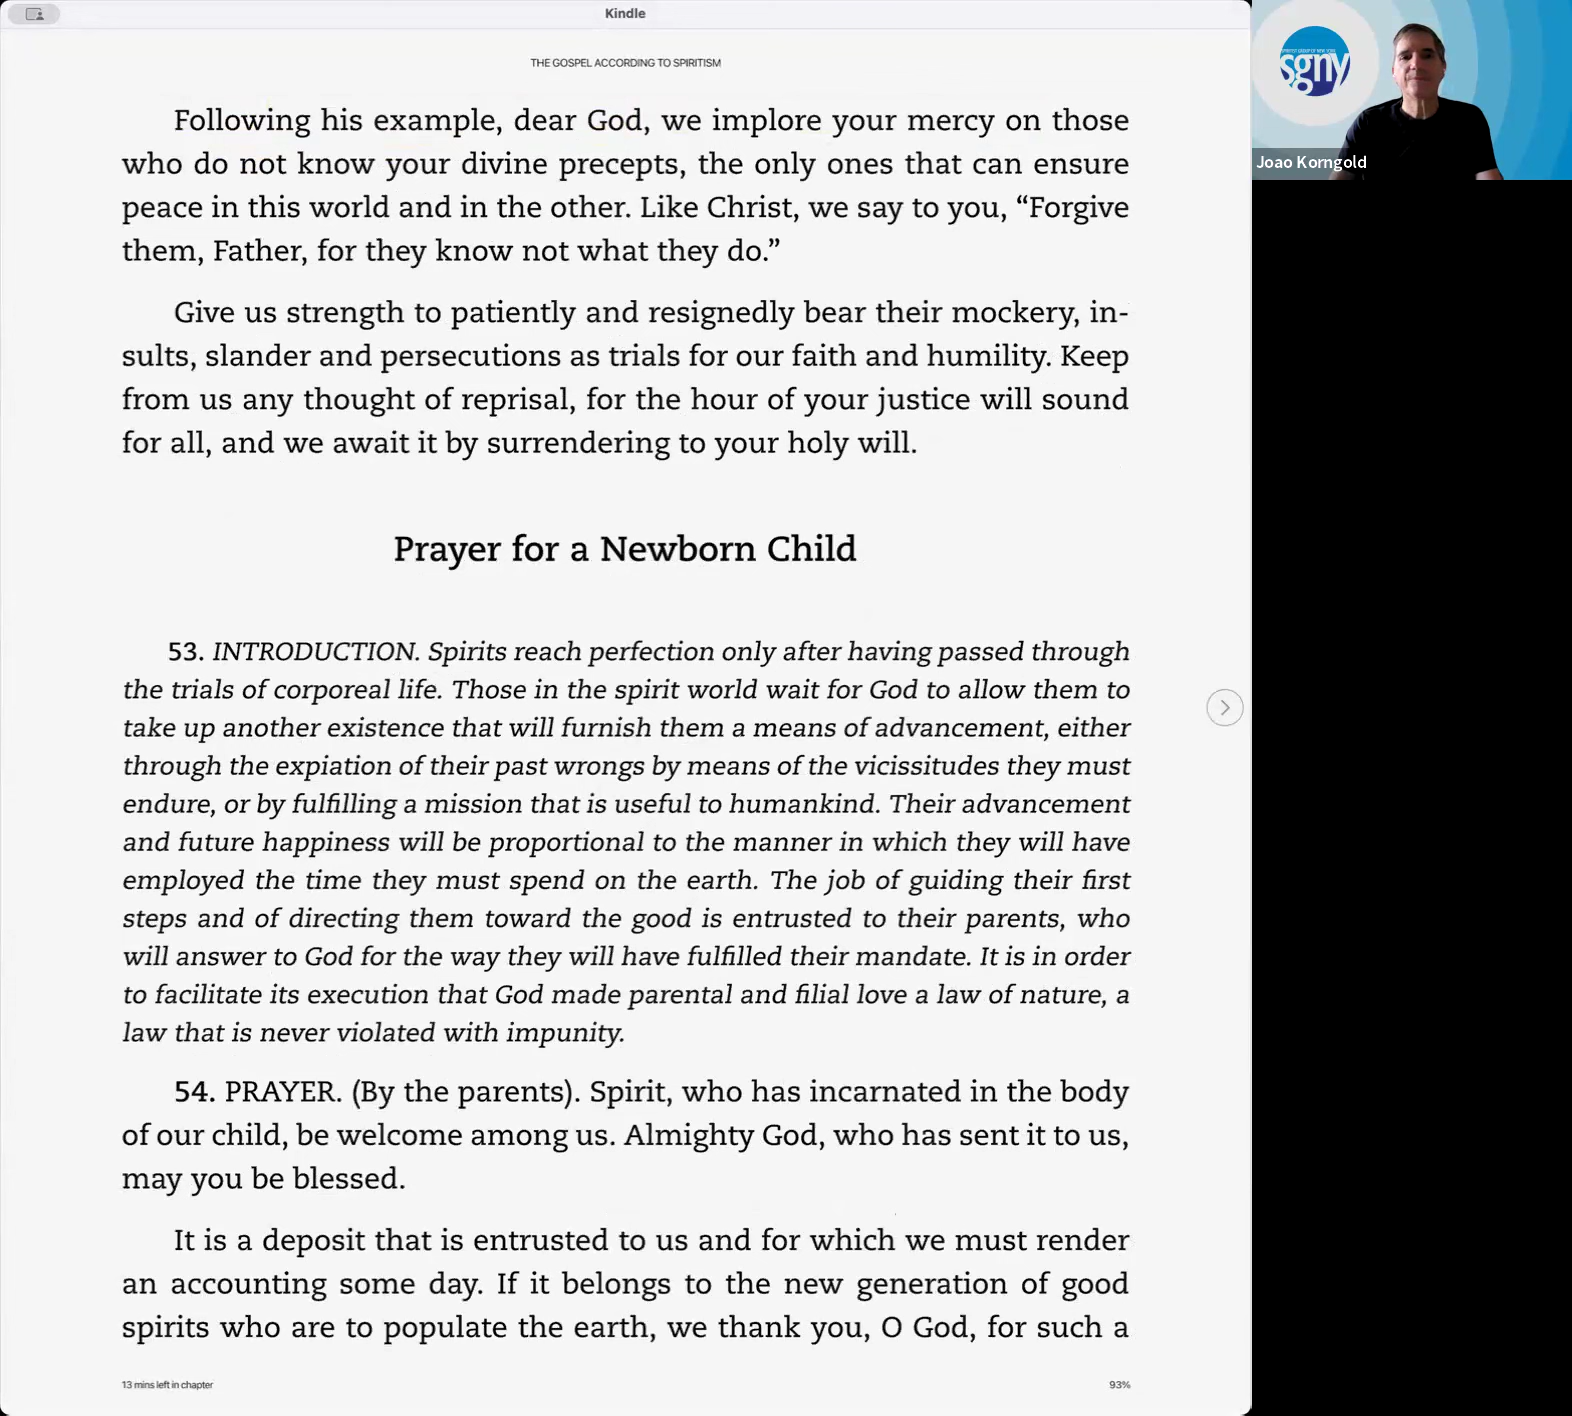 Kindle
THE GOSPEL ACCORDING TO SPIRITISM
Following his example, dear God, we implore your mercy on those
who do not know your divine precepts, the only ones that can ensure
peace in this world and in the other. Like Christ, we say to you, “Forgive
them, Father, for they know not what they do.”
Give us strength to patiently and resignedly bear their mockery, in-
sults, slander and persecutions as trials for our faith and humility. Keep
from us any thought of reprisal, for the hour of your justice will sound
for all, and we await it by surrendering to your holy will.
Prayer for a Newborn Child
53. INTRODUCTION. Spirits reach perfection only after having passed through
the trials of corporeal life. Those in the spirit world wait for God to allow them to
take up another existence that will furnish them a means of advancement, either
through the expiation of their past wrongs by means of the vicissitudes they must
endure, or by fulfilling a mission that is useful to humankind. Their advancement
and future happiness will be proportional to the manner in which they will have
employed the time they must spend on the earth. The job of guiding their first
steps and of directing them toward the good is entrusted to their parents, who
will answer to God for the way they will have fulfilled their mandate. It is in order
to facilitate its execution that God made parental and filial love a law of nature, a
law that is never violated with impunity.
54. PRAYER. (By the parents). Spirit, who has incarnated in the body
of our child, be welcome among us. Almighty God, who has sent it to us,
may you be blessed.
It is a deposit that is entrusted to us and for which we must render
an accounting some day. If it belongs to the new generation of good
spirits who are to populate the earth, we thank you, O God, for such a
13 mins left in chapter
93%
sgny
Joao Korngold